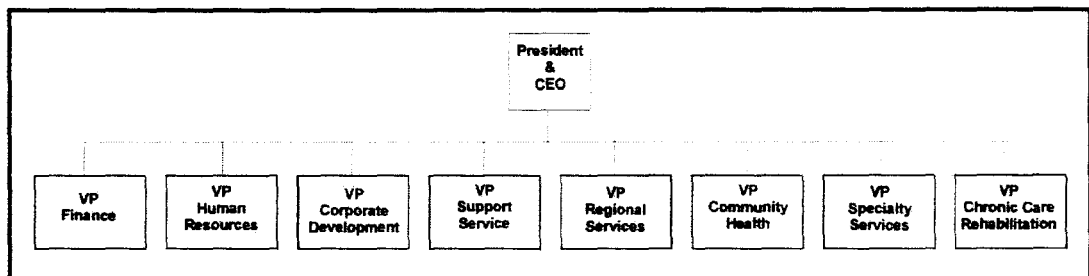 President
&
CEO
VP
Finance
VP
Human
Resources
VP
Corporate
Development
VP
Support
Service
VP
Regional
Services
VP
Community
Health
VP
Specialty
Services
VP
Chronic Care
Rehabilitation